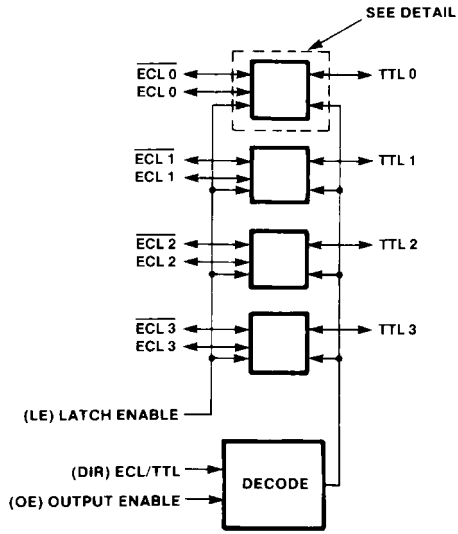 SEE DETAIL
ECL 0 TTL 0
ECL 0
ECL 1 TTL 1
ECL 1
ECL 2 TTL 2
ECL 2
ECL 3 TTL 3
ECL 3
(LE) LATCH ENABLE
(DIR) ECL/TTL
DECODE
(OE) OUTPUT ENABLE